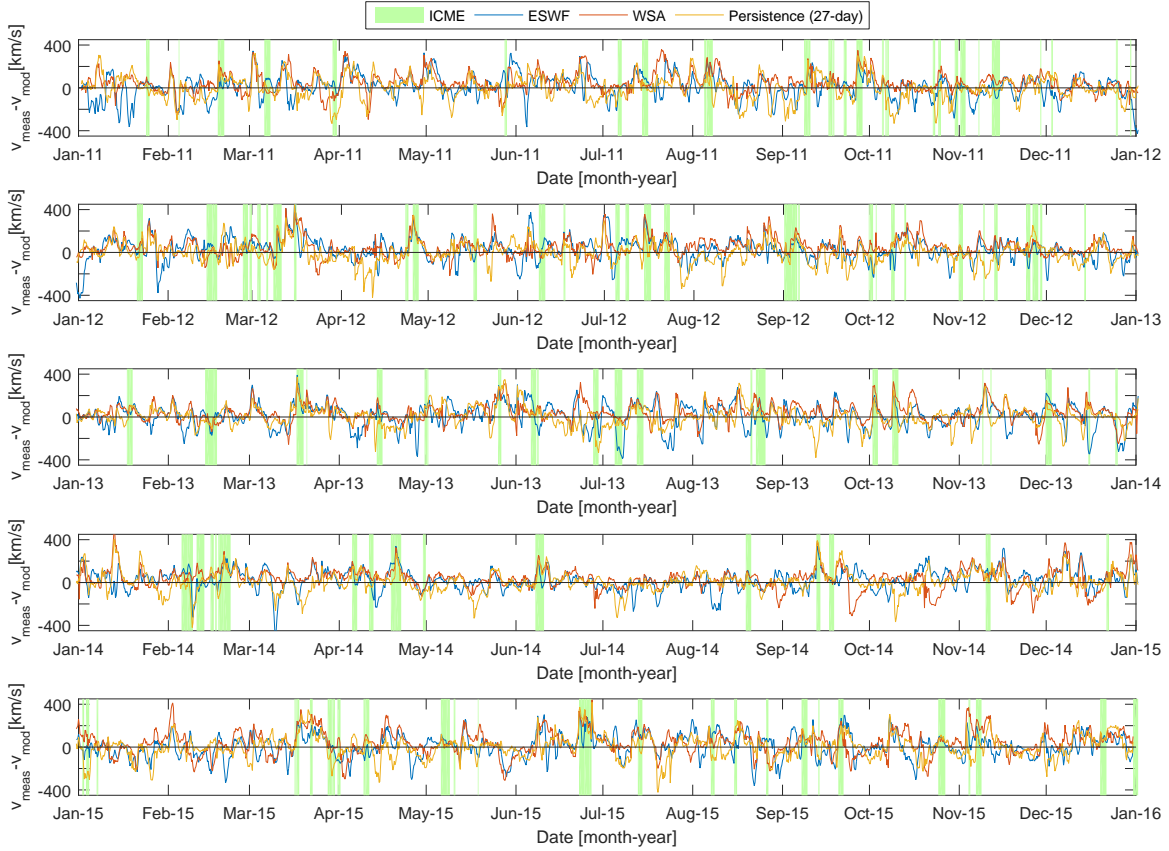 ICME ESWF WSA Persistence (27-day)
v_meas-v_mod[km/s]
400
0
-400
Jan-11 Feb-11 Mar-11 Apr-11 May-11 Jun-11 Jul-11 Aug-11 Sep-11 Oct-11 Nov-11 Dec-11 Jan-12
Date [month-year]
v_meas-v_mod[km/s]
400
0
-400
Jan-12 Feb-12 Mar-12 Apr-12 May-12 Jun-12 Jul-12 Aug-12 Sep-12 Oct-12 Nov-12 Dec-12 Jan-13
Date [month-year]
v_meas-v_mod[km/s]
400
0
-400
Jan-13 Feb-13 Mar-13 Apr-13 May-13 Jun-13 Jul-13 Aug-13 Sep-13 Oct-13 Nov-13 Dec-13 Jan-14
Date [month-year]
v_meas-v_mod[km/s]
400
0
-400
Jan-14 Feb-14 Mar-14 Apr-14 May-14 Jun-14 Jul-14 Aug-14 Sep-14 Oct-14 Nov-14 Dec-14 Jan-15
Date [month-year]
v_meas-v_mod[km/s]
400
0
-400
Jan-15 Feb-15 Mar-15 Apr-15 May-15 Jun-15 Jul-15 Aug-15 Sep-15 Oct-15 Nov-15 Dec-15 Jan-16
Date [month-year]